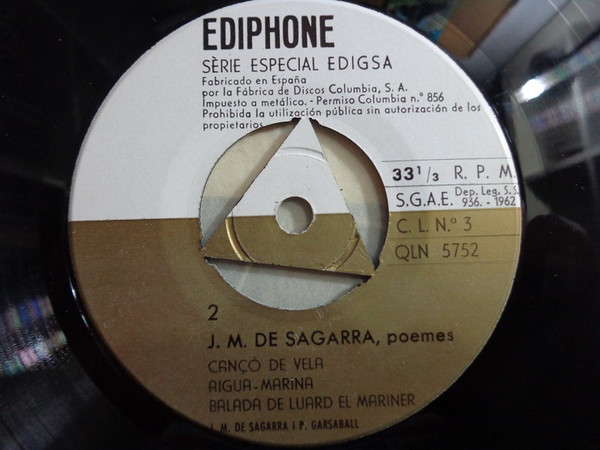 EDIPHONE
SÈRIE ESPECIAL EDIGSA
Fabricado en España
por la Fábrica de Discos Columbia, S. A.
Impuesto a metálico. - Permiso Columbia n.º 856
Prohibida la utilización pública sin autorización de los
propietarios
33 1/3 R. P. M.
S.G.A.E. Dep. Leg. S. S.
936. - 1962
C. L. N.º 3
QLN 5752
2
J. M. DE SAGARRA, poemes
CANÇÓ DE VELA
AIGUA-MARINA
BALADA DE LUARD EL MARINER
J. M. DE SAGARRA I P. GARSABALL